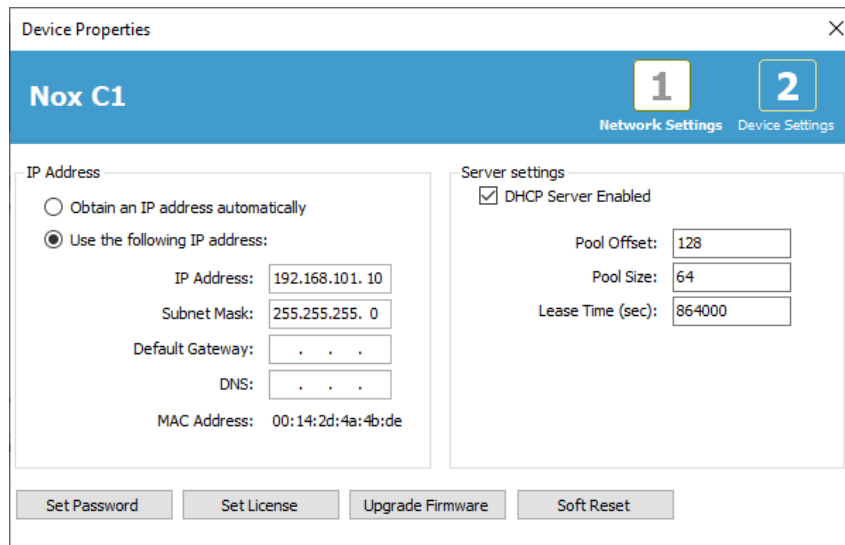 Device Properties
Nox C1
1
Network Settings
2
Device Settings
IP Address
Obtain an IP address automatically
Use the following IP address:
IP Address: 192.168.101. 10
Subnet Mask: 255.255.255. 0
Default Gateway: . . .
DNS: . . .
MAC Address: 00:14:2d:4a:4b:de
Server settings
DHCP Server Enabled
Pool Offset: 128
Pool Size: 64
Lease Time (sec): 864000
Set Password
Set License
Upgrade Firmware
Soft Reset